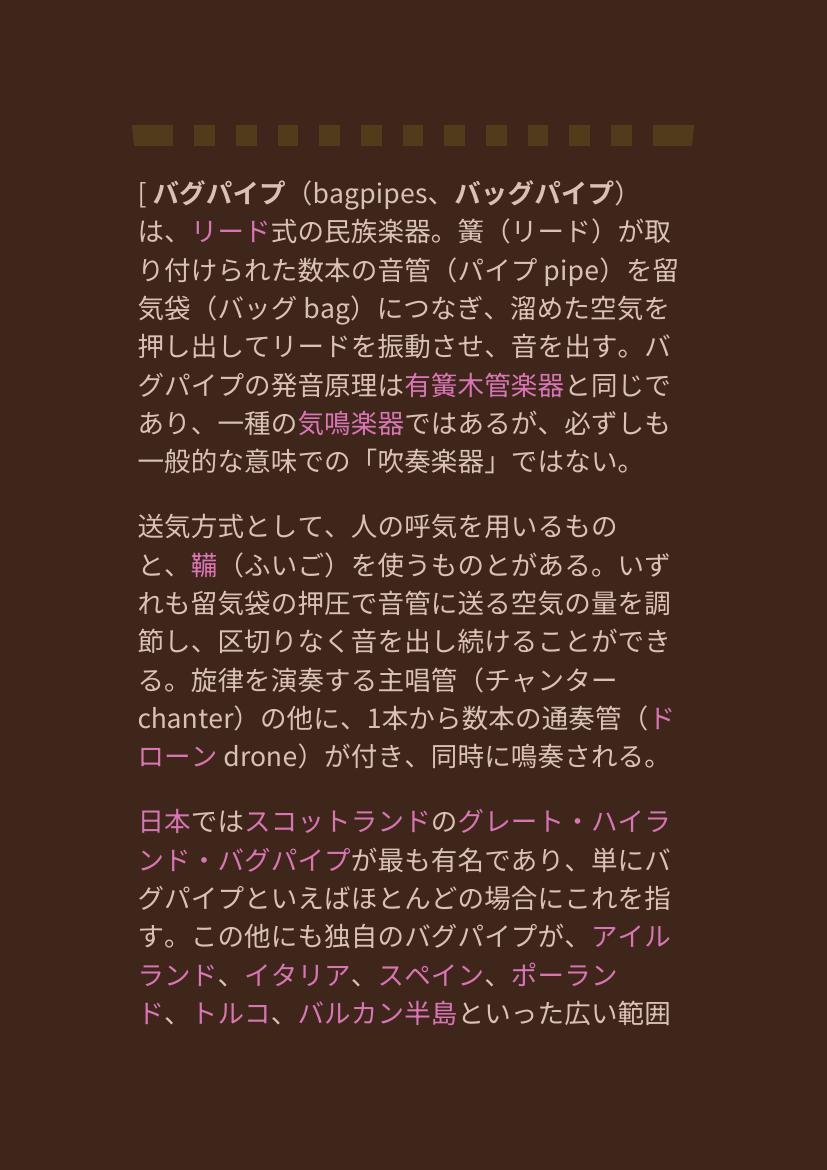 [ バグパイプ（bagpipes、バッグパイプ）
は、リード式の民族楽器。簧（リード）が取
り付けられた数本の音管（パイプ pipe）を留
気袋（バッグ bag）につなぎ、溜めた空気を
押し出してリードを振動させ、音を出す。バ
グパイプの発音原理は有簧木管楽器と同じで
あり、一種の気鳴楽器ではあるが、必ずしも
一般的な意味での「吹奏楽器」ではない。
送気方式として、人の呼気を用いるもの
と、鞴（ふいご）を使うものとがある。いず
れも留気袋の押圧で音管に送る空気の量を調
節し、区切りなく音を出し続けることができ
る。旋律を演奏する主唱管（チャンター
chanter）の他に、1本から数本の通奏管（ド
ローン drone）が付き、同時に鳴奏される。
日本ではスコットランドのグレート・ハイラ
ンド・バグパイプが最も有名であり、単にバ
グパイプといえばほとんどの場合にこれを指
す。この他にも独自のバグパイプが、アイル
ランド、イタリア、スペイン、ポーラン
ド、トルコ、バルカン半島といった広い範囲